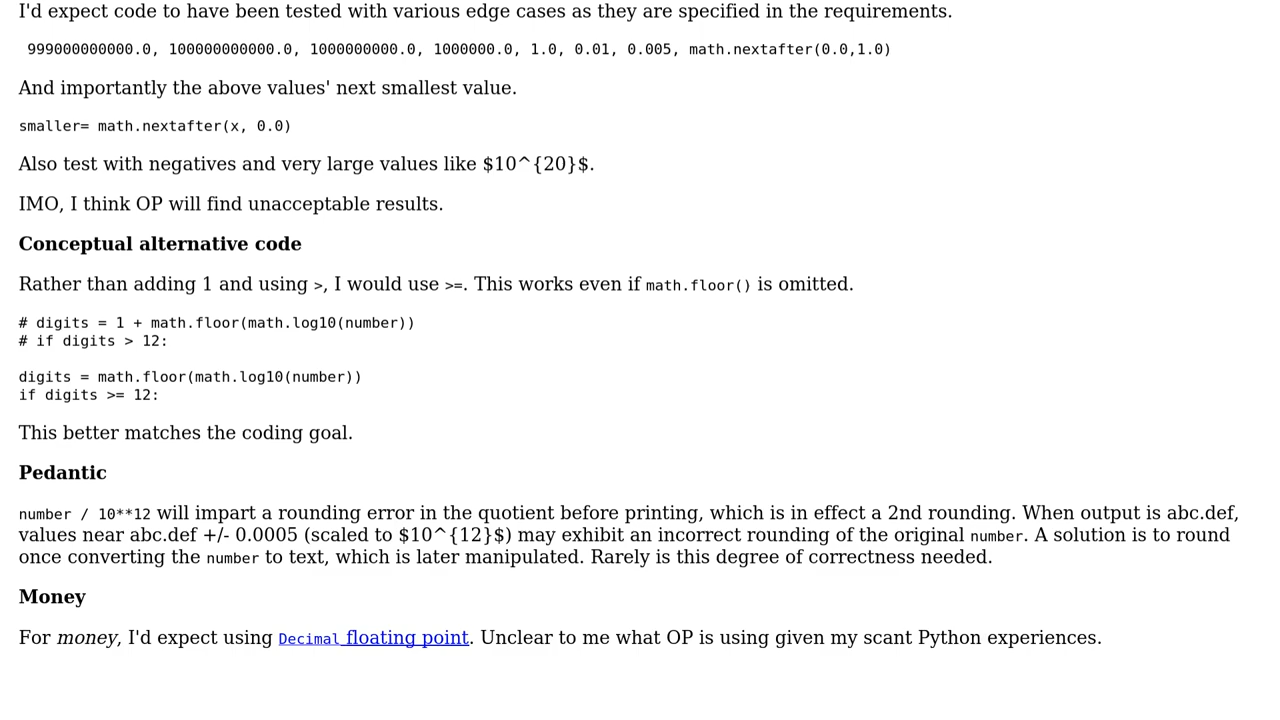 I'd expect code to have been tested with various edge cases as they are specified in the requirements.
999000000000.0, 100000000000.0, 1000000000.0, 1000000.0, 1.0, 0.01, 0.005, math.nextafter(0.0,1.0)
And importantly the above values' next smallest value.
smaller= math.nextafter(x, 0.0)
Also test with negatives and very large values like $10^{20}$.
IMO, I think OP will find unacceptable results.
Conceptual alternative code
Rather than adding 1 and using >, I would use >=. This works even if math.floor() is omitted.
# digits = 1 + math.floor(math.log10(number))
# if digits > 12:
digits = math.floor(math.log10(number))
if digits >= 12:
This better matches the coding goal.
Pedantic
number / 10**12 will impart a rounding error in the quotient before printing, which is in effect a 2nd rounding. When output is abc.def,
values near abc.def +/- 0.0005 (scaled to $10^{12}$) may exhibit an incorrect rounding of the original number. A solution is to round
once converting the number to text, which is later manipulated. Rarely is this degree of correctness needed.
Money
For money, I'd expect using Decimal floating point. Unclear to me what OP is using given my scant Python experiences.